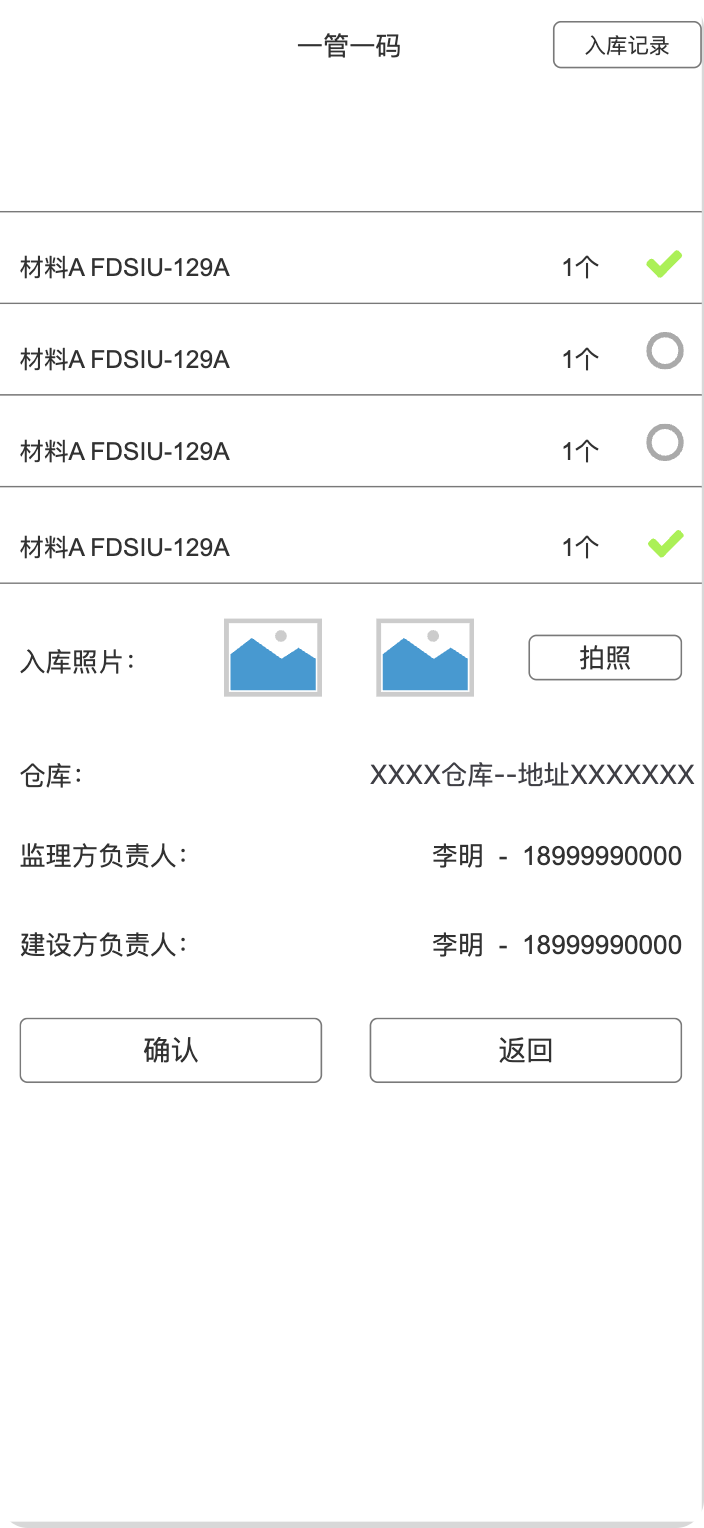 一管一码 入库记录
材料A FDSIU-129A 1个
材料A FDSIU-129A 1个
材料A FDSIU-129A 1个
材料A FDSIU-129A 1个
入库照片： 拍照
仓库： XXXX仓库--地址XXXXXXX
监理方负责人： 李明 - 18999990000
建设方负责人： 李明 - 18999990000
确认 返回